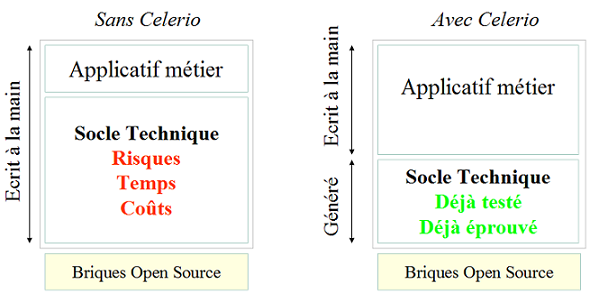 Sans Celerio
Ecrit à la main
Applicatif métier
Socle Technique
Risques
Temps
Coûts
Briques Open Source
Avec Celerio
Ecrit à la main
Applicatif métier
Généré
Socle Technique
Déjà testé
Déjà éprouvé
Briques Open Source